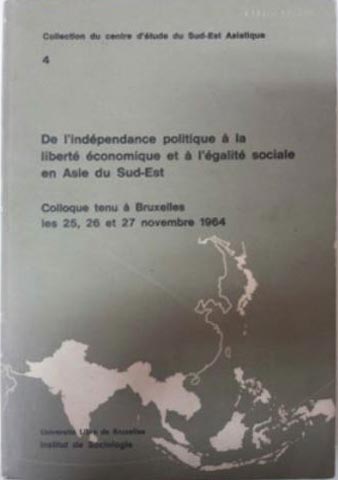 Collection du centre d'étude du Sud-Est Asiatique
4
De l'indépendance politique à la
liberté économique et à l'égalité sociale
en Asie du Sud-Est
Colloque tenu à Bruxelles
les 25, 26 et 27 novembre 1964
Université Libre de Bruxelles
Institut de Sociologie